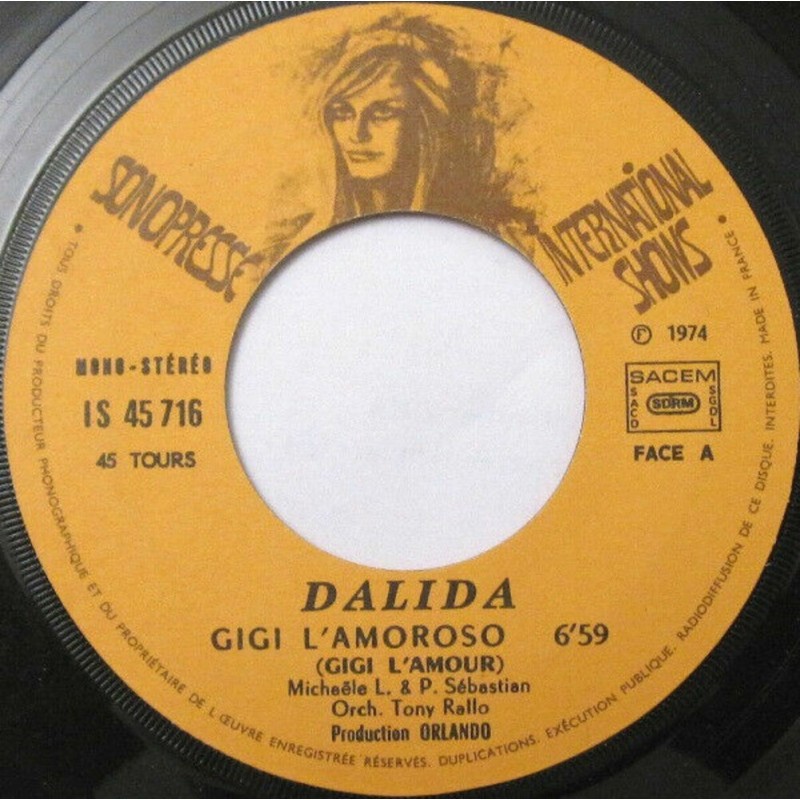 SONOPRESSE
INTERNATIONAL
SHOWS
MONO-STÉRÉO
IS 45 716
45 TOURS
Ⓟ 1974
SACEM
SACD
SDRM
SGDL
FACE A
DALIDA
GIGI L'AMOROSO 6'59
(GIGI L'AMOUR)
Michaële L. & P. Sébastian
Orch. Tony Rallo
Production ORLANDO
• TOUS DROITS DU PRODUCTEUR PHONOGRAPHIQUE ET DU PROPRIÉTAIRE DE L'ŒUVRE ENREGISTRÉE RÉSERVÉS. DUPLICATIONS. EXÉCUTION PUBLIQUE. RADIODIFFUSION DE CE DISQUE. INTERDITES. MADE IN FRANCE •